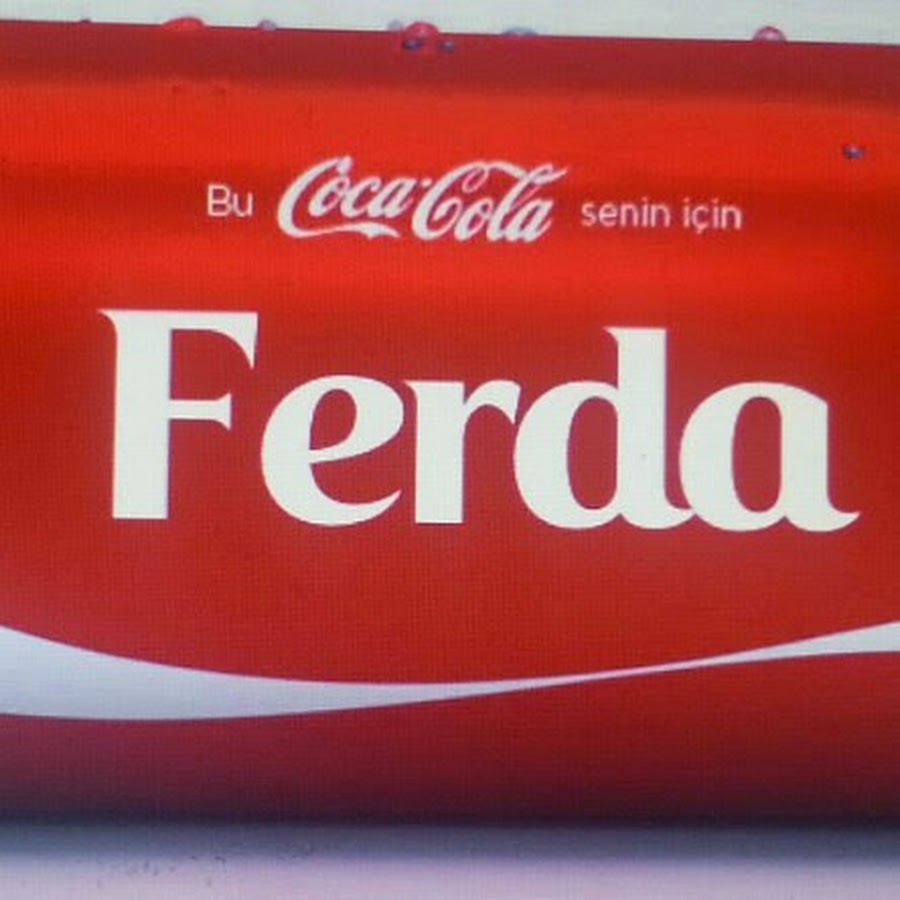 Bu Coca-Cola senin için
Ferda